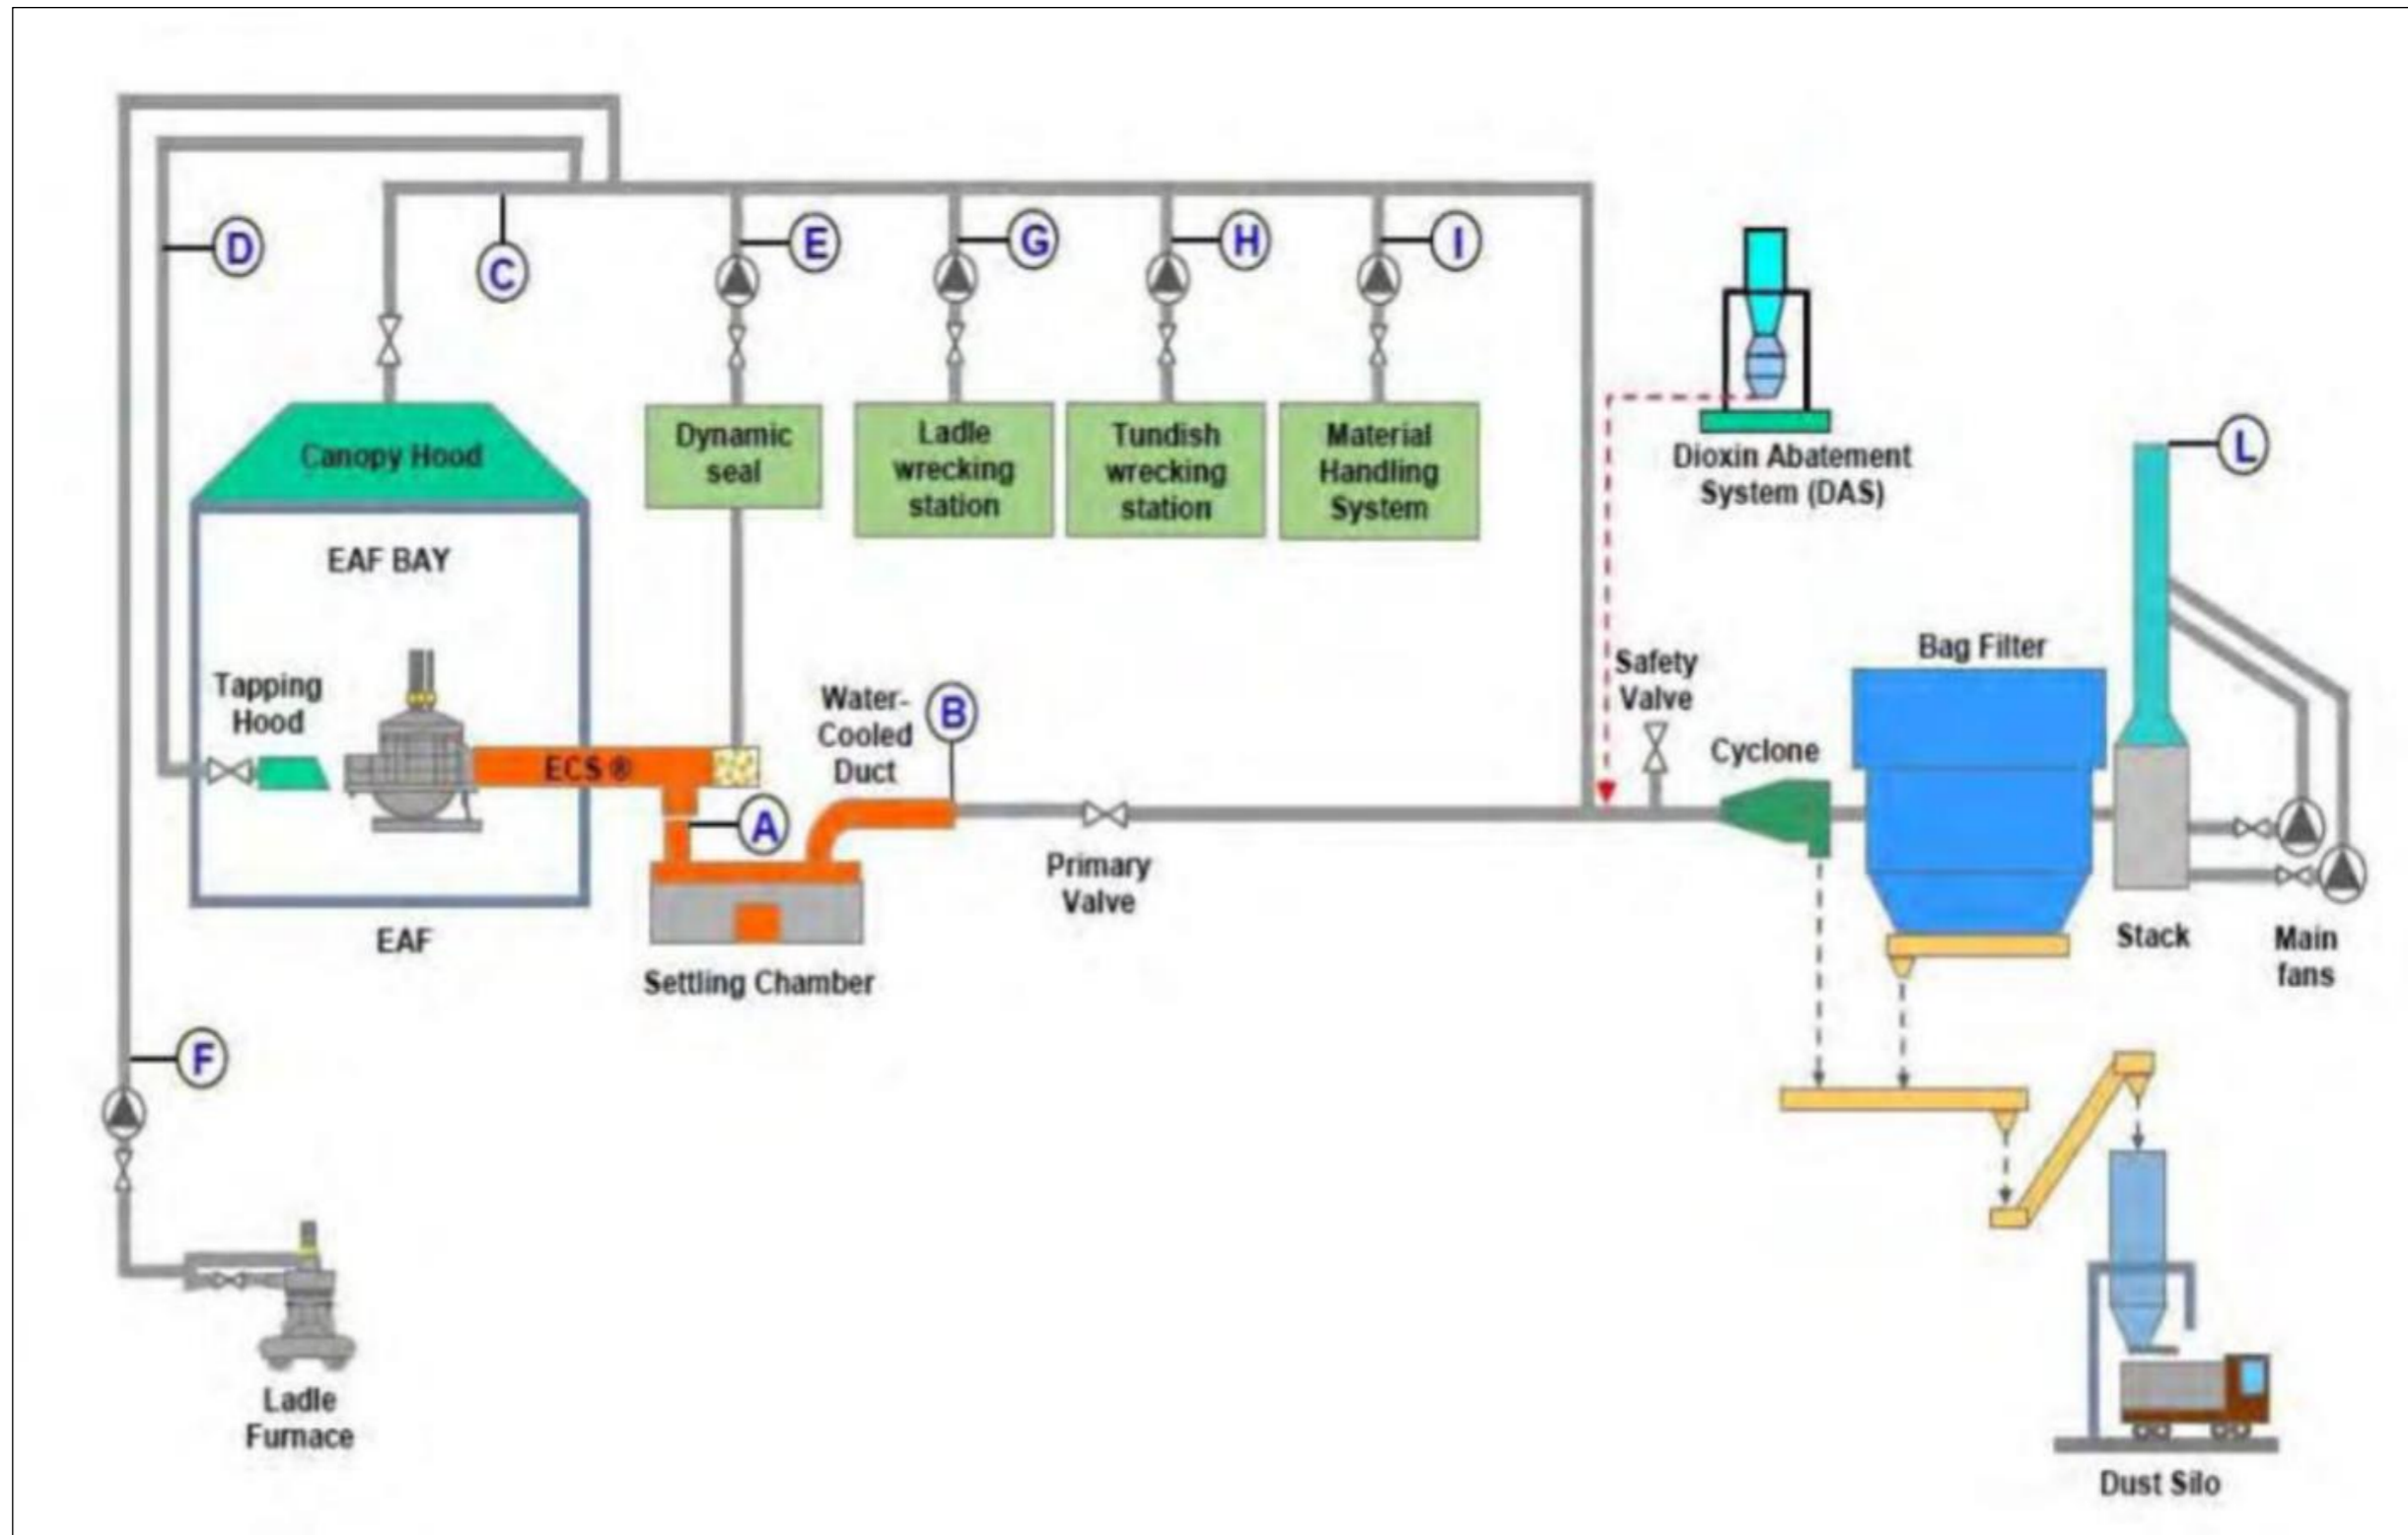 D
C
E
G
H
I
Canopy Hood
Dynamic
seal
Ladle
wrecking
station
Tundish
wrecking
station
Material
Handling
System
Dioxin Abatement
System (DAS)
L
EAF BAY
Tapping
Hood
ECS ®
A
Water-
Cooled
Duct
B
Safety
Valve
Cyclone
Bag Filter
Primary
Valve
EAF
Settling Chamber
Stack
Main
fans
F
Ladle
Furnace
Dust Silo